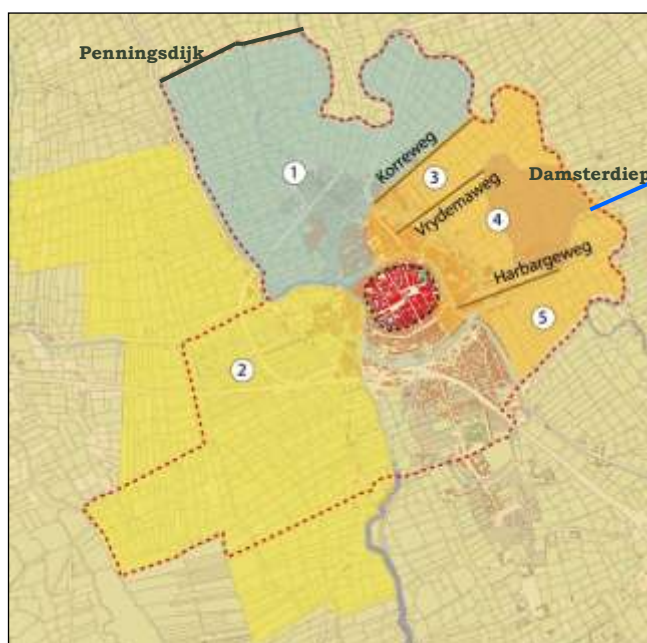 Penningsdijk
Korreweg
1
3
Damsterdiep
Vrydemaweg
4
Harbargeweg
5
2